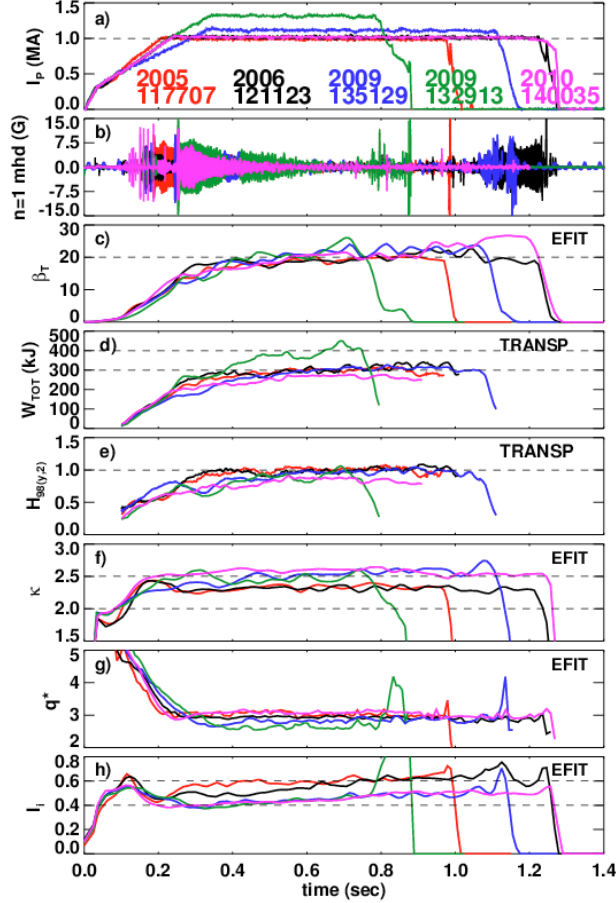 a)
I_P (MA)
1.5
1.0
0.5
0.0
2005 2006 2009 2009 2010
117707 121123 135129 132913 140035
b)
n=1 mhd (G)
15.0
7.5
0.0
-7.5
-15.0
c) EFIT
β_T
30
20
10
0
d) TRANSP
W_TOT (kJ)
500
400
300
200
100
0
e) TRANSP
H_98(y,2)
1.5
1.0
0.5
0.0
f) EFIT
κ
3.0
2.5
2.0
g) EFIT
q*
5
4
3
2
h) EFIT
l_i
0.8
0.6
0.4
0.2
0.0
0.0 0.2 0.4 0.6 0.8 1.0 1.2 1.4
time (sec)